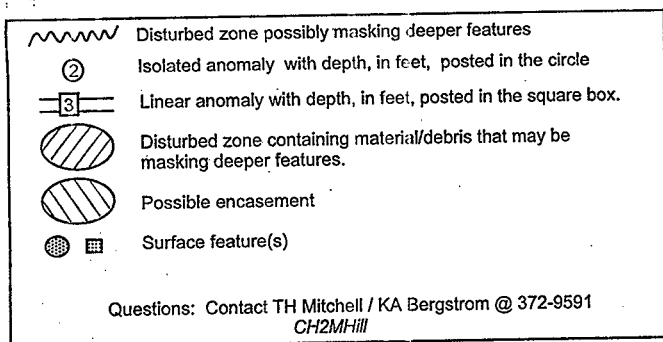 Disturbed zone possibly masking deeper features
2 Isolated anomaly with depth, in feet, posted in the circle
3 Linear anomaly with depth, in feet, posted in the square box.
Disturbed zone containing material/debris that may be
masking deeper features.
Possible encasement
Surface feature(s)
Questions: Contact TH Mitchell / KA Bergstrom @ 372-9591
CH2MHill